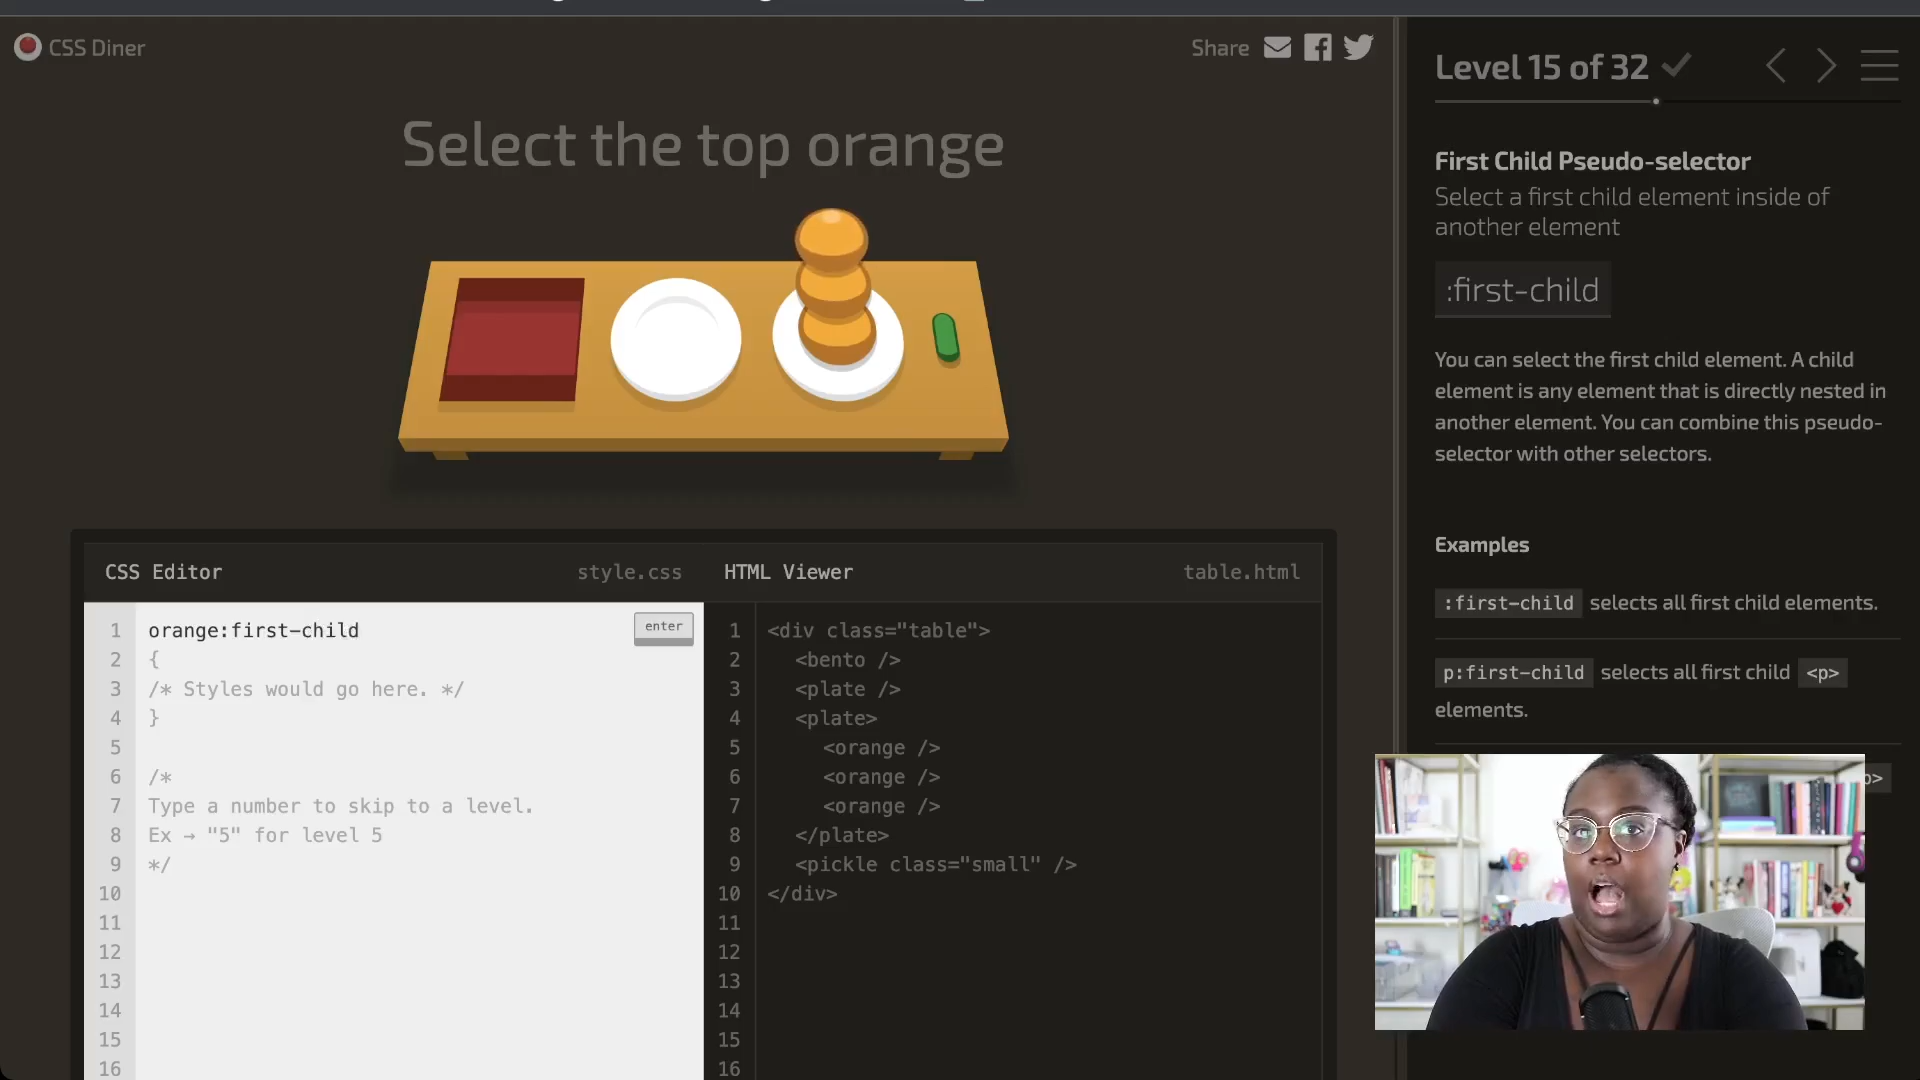 CSS Diner
Share
Select the top orange
CSS Editor
style.css
1 orange:first-child
enter
2 {
3 /* Styles would go here. */
4 }
5
6 /*
7 Type a number to skip to a level.
8 Ex → "5" for level 5
9 */
10
11
12
13
14
15
16
HTML Viewer
table.html
1 <div class="table">
2 <bento />
3 <plate />
4 <plate>
5 <orange />
6 <orange />
7 <orange />
8 </plate>
9 <pickle class="small" />
10 </div>
11
12
13
14
15
16
Level 15 of 32
First Child Pseudo-selector
Select a first child element inside of
another element
:first-child
You can select the first child element. A child
element is any element that is directly nested in
another element. You can combine this pseudo-
selector with other selectors.
Examples
:first-child selects all first child elements.
p:first-child selects all first child <p>
elements.